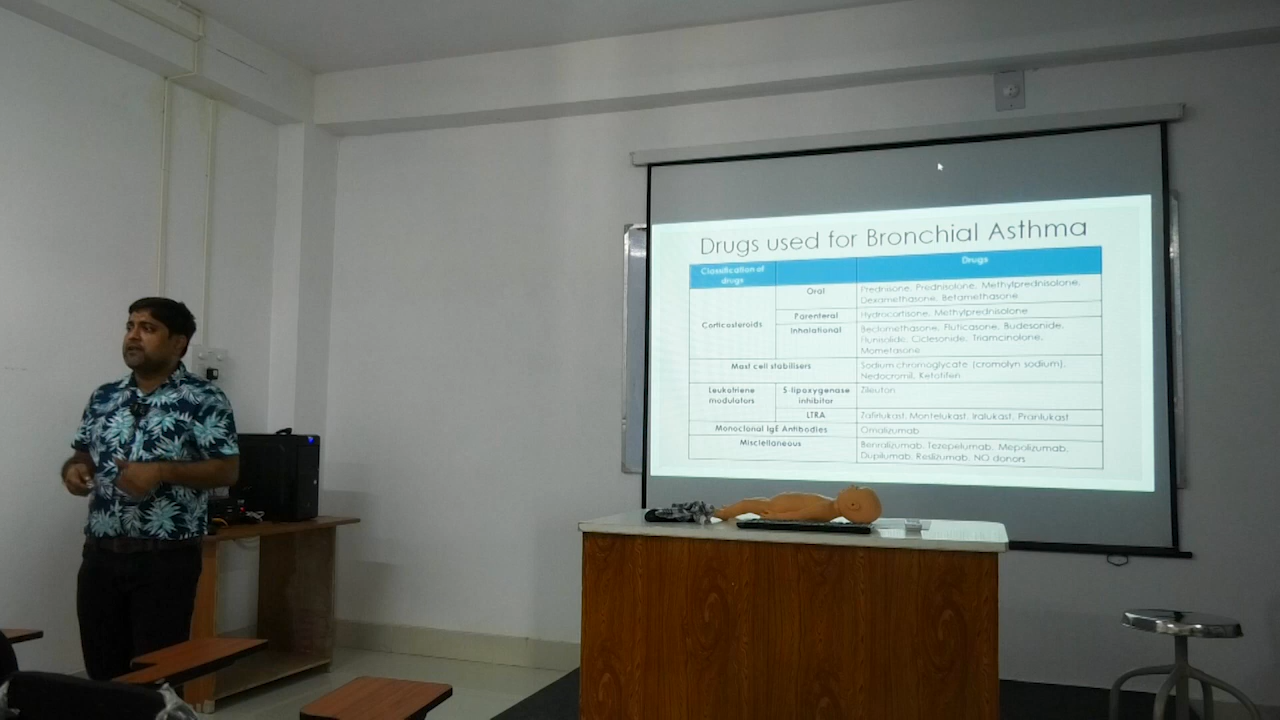 Drugs used for Bronchial Asthma
Classification of
drugs
Drugs
Corticosteroids
Oral
Prednisone, Prednisolone, Methylprednisolone,
Dexamethasone, Betamethasone
Parenteral
Hydrocortisone, Methylprednisolone
Inhalational
Beclomethasone, Fluticasone, Budesonide,
Flunisolide, Ciclesonide, Triamcinolone,
Mometasone
Mast cell stabilisers
Sodium chromoglycate (cromolyn sodium),
Nedocromil, Ketotifen
Leukotriene
modulators
5-lipoxygenase
inhibitor
Zileuton
LTRA
Zafirlukast, Montelukast, Iralukast, Pranlukast
Monoclonal IgE Antibodies
Omalizumab
Misclellaneous
Benralizumab, Tezepelumab, Mepolizumab,
Dupilumab, Reslizumab, NO donors